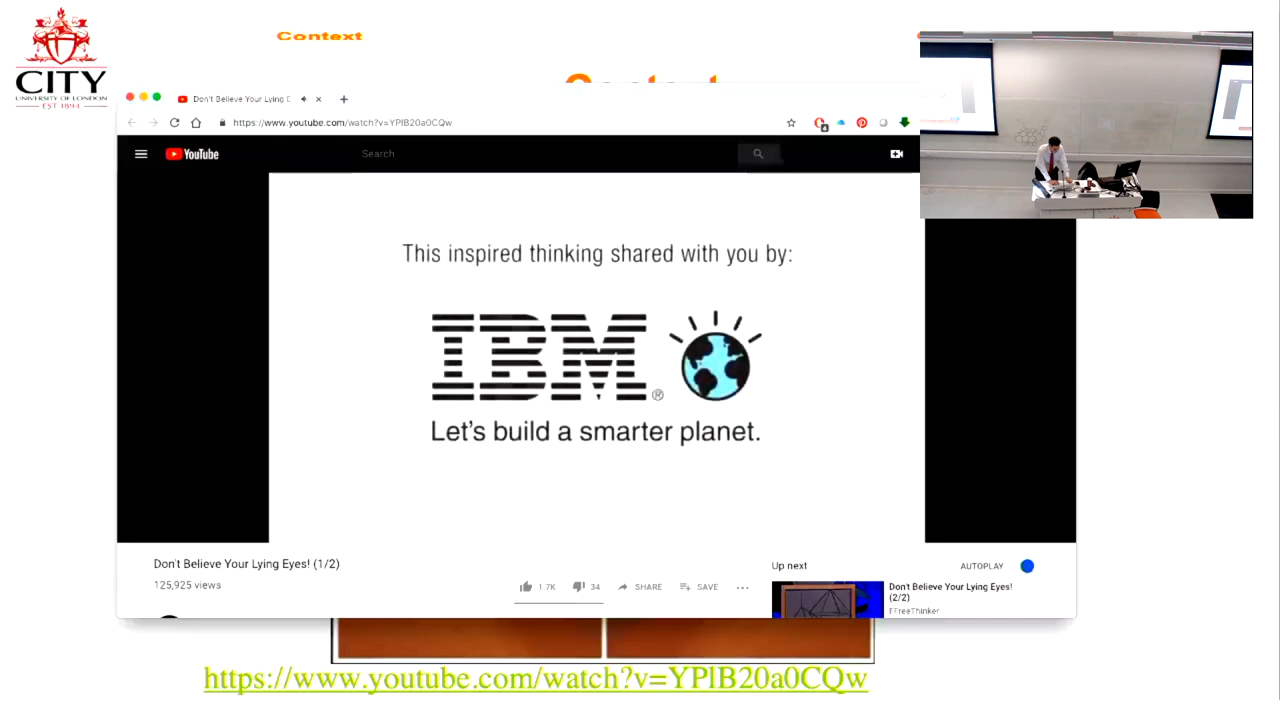 Context
CITY
UNIVERSITY OF LONDON
EST 1894
Don't Believe Your Lying
https://www.youtube.com/watch?v=YPlB20a0CQw
YouTube
Search
This inspired thinking shared with you by:
IBM®
Let's build a smarter planet.
Don't Believe Your Lying Eyes! (1/2)
125,925 views
1.7K
34
SHARE
SAVE
Up next
AUTOPLAY
Don't Believe Your Lying Eyes!
(2/2)
FFreeThinker
https://www.youtube.com/watch?v=YPlB20a0CQw